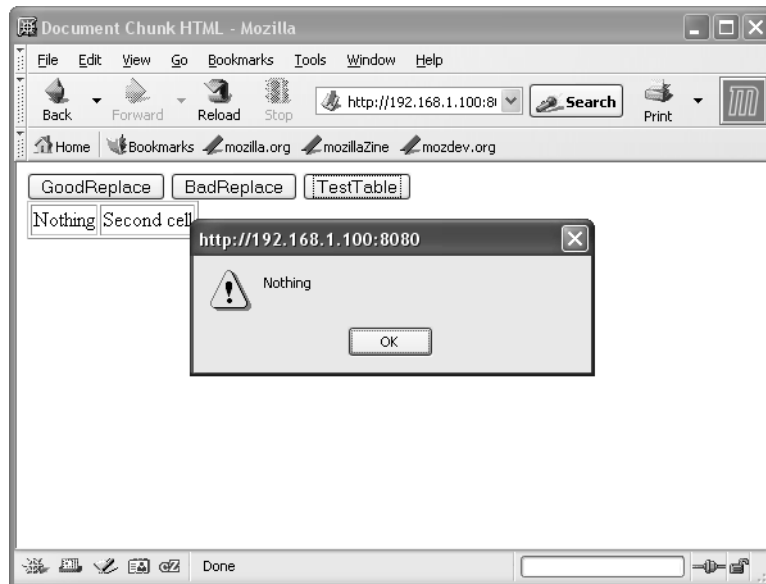 Document Chunk HTML - Mozilla
File Edit View Go Bookmarks Tools Window Help
Back Forward Reload Stop http://192.168.1.100:8 Search Print
Home Bookmarks mozilla.org mozillaZine mozdev.org
GoodReplace BadReplace TestTable
Nothing Second cell
http://192.168.1.100:8080
Nothing
OK
Done